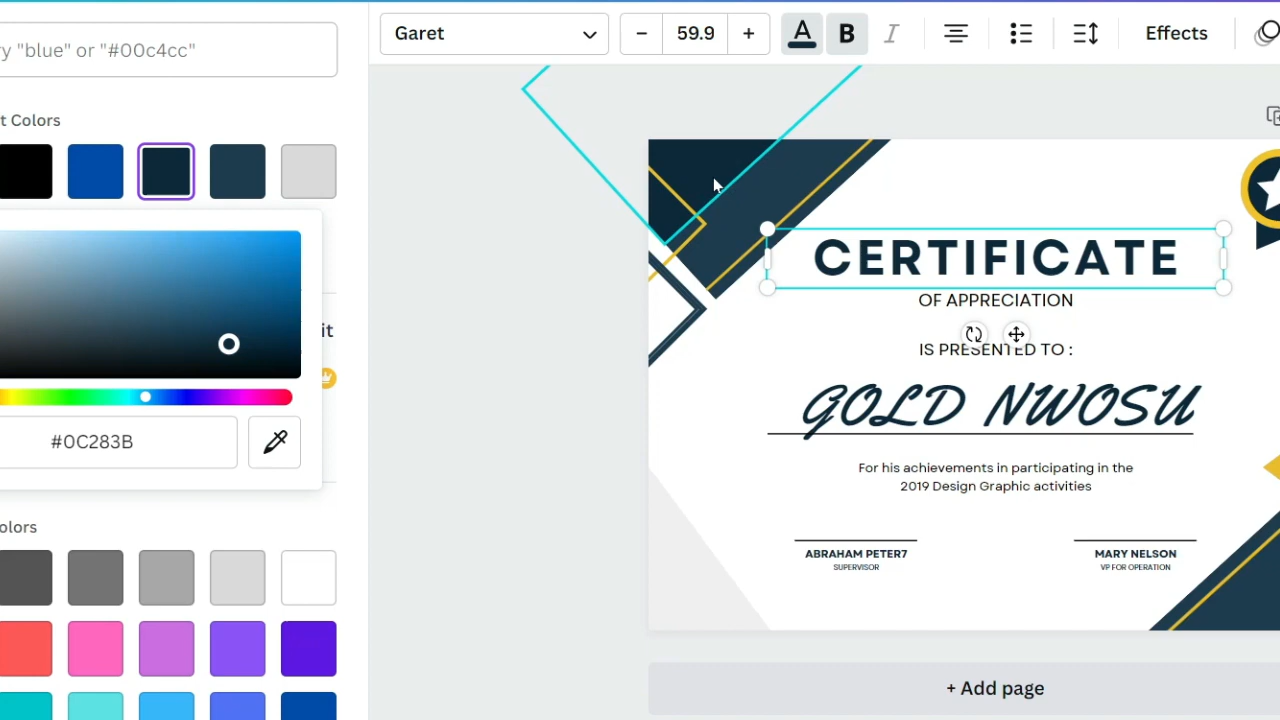 Garet
59.9
A
B
I
Effects
ry "blue" or "#00c4cc"
t Colors
it
#0C283B
olors
CERTIFICATE
OF APPRECIATION
IS PRESENTED TO :
GOLD NWOSU
For his achievements in participating in the
2019 Design Graphic activities
ABRAHAM PETER7
SUPERVISOR
MARY NELSON
VP FOR OPERATION
+ Add page